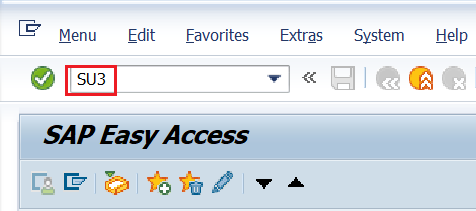 Menu Edit Favorites Extras System Help
SU3
SAP Easy Access